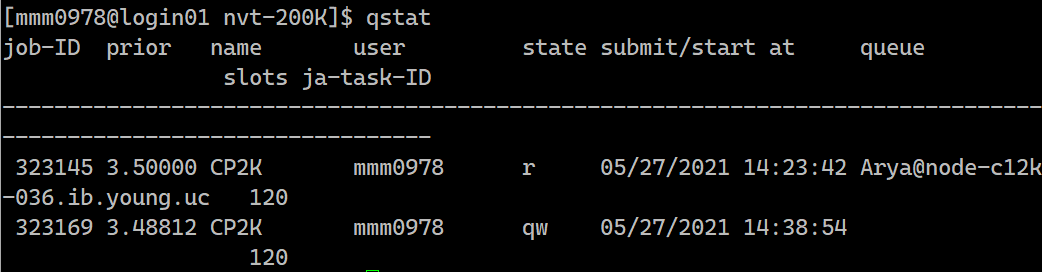 [mmm0978@login01 nvt-200K]$ qstat
job-ID  prior   name       user         state submit/start at     queue
                 slots ja-task-ID
--------------------------------------------------------------------------------
---------------------------------
 323145 3.50000 CP2K       mmm0978      r     05/27/2021 14:23:42 Arya@node-c12k
-036.ib.young.uc   120
 323169 3.48812 CP2K       mmm0978      qw    05/27/2021 14:38:54
                   120